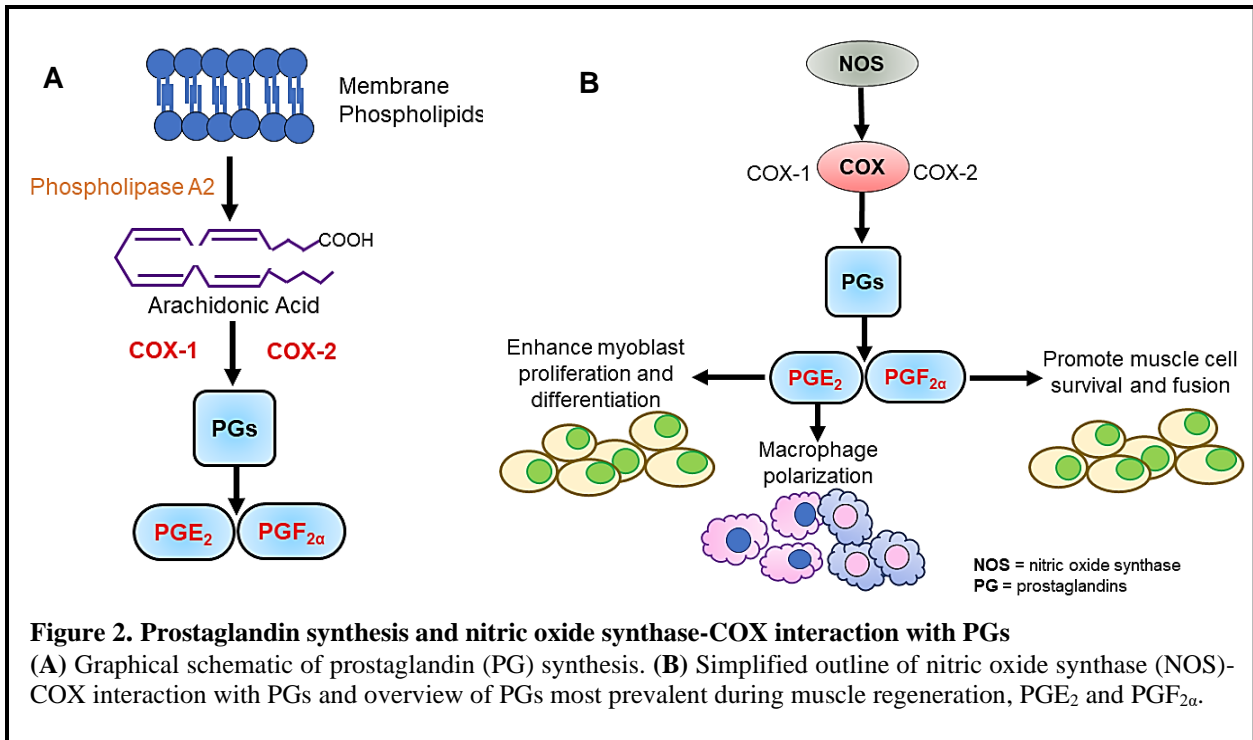 A
Membrane
Phospholipids
Phospholipase A2
COOH
Arachidonic Acid
COX-1
COX-2
PGs
PGE₂
PGF₂α
B
NOS
COX-1
COX
COX-2
PGs
PGE₂
PGF₂α
Enhance myoblast
proliferation and
differentiation
Promote muscle cell
survival and fusion
Macrophage
polarization
NOS = nitric oxide synthase
PG = prostaglandins
Figure 2. Prostaglandin synthesis and nitric oxide synthase-COX interaction with PGs
(A) Graphical schematic of prostaglandin (PG) synthesis. (B) Simplified outline of nitric oxide synthase (NOS)-
COX interaction with PGs and overview of PGs most prevalent during muscle regeneration, PGE₂ and PGF₂α.